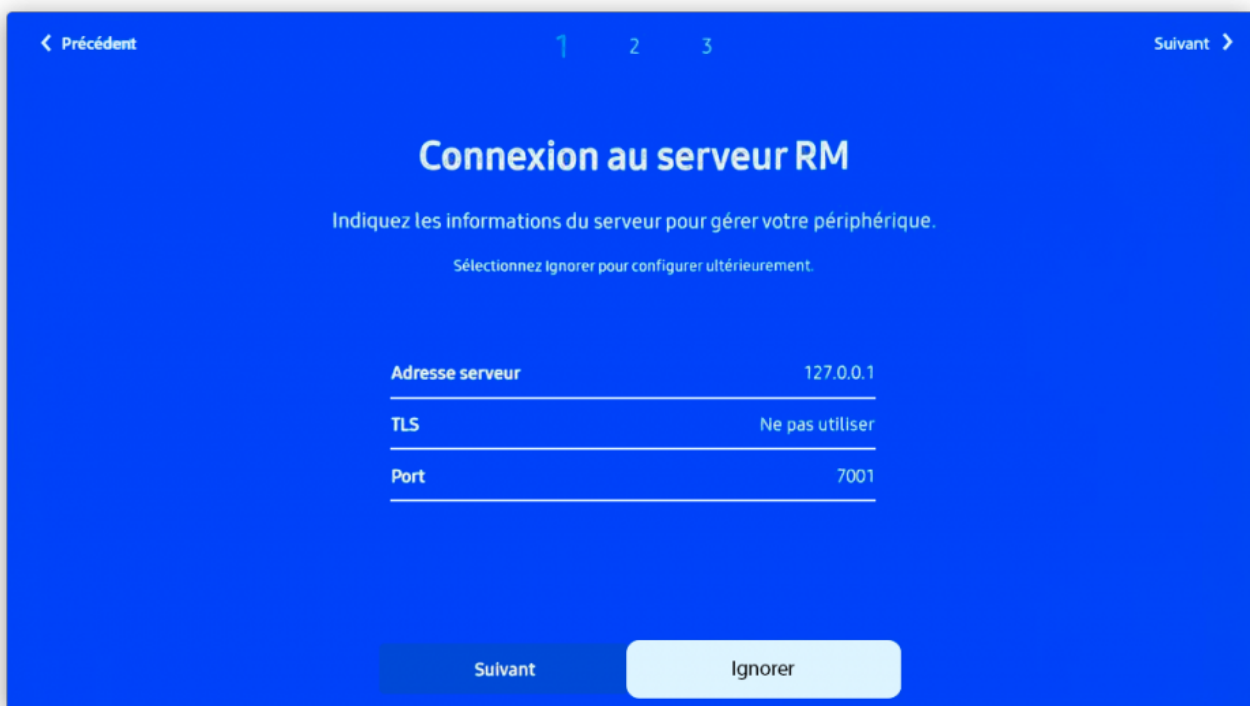 Précédent
1 2 3
Suivant
Connexion au serveur RM
Indiquez les informations du serveur pour gérer votre périphérique.
Sélectionnez Ignorer pour configurer ultérieurement.
Adresse serveur 127.0.0.1
TLS Ne pas utiliser
Port 7001
Suivant Ignorer